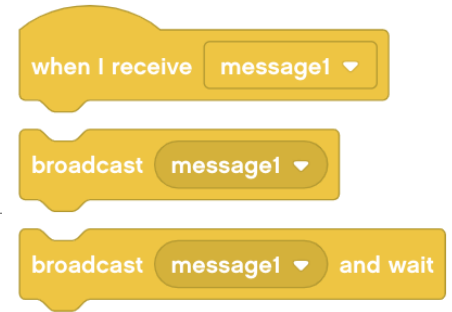 when I receive message1
broadcast message1
broadcast message1 and wait